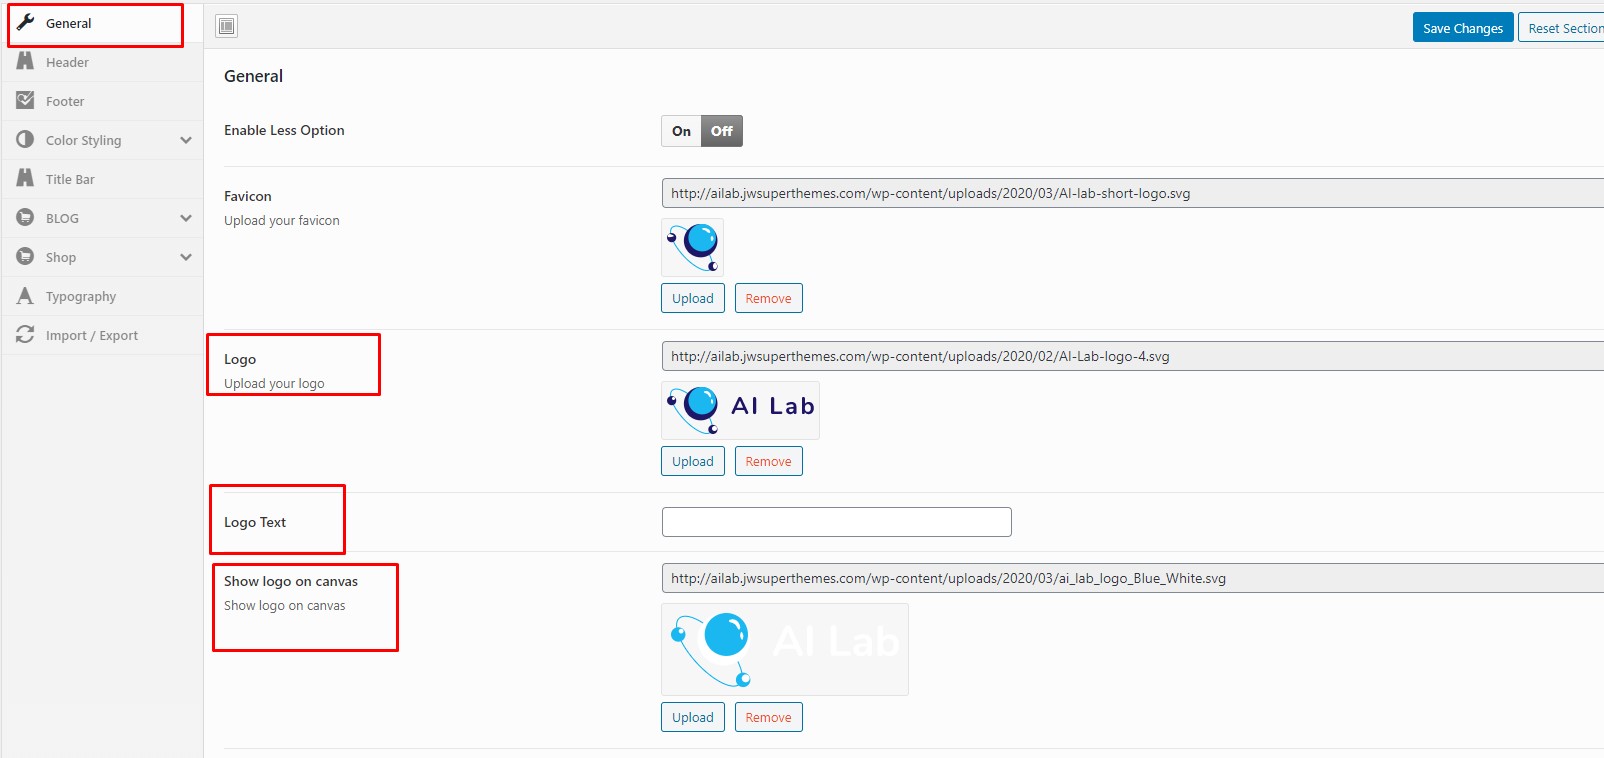 General
Header
Footer
Color Styling
Title Bar
BLOG
Shop
Typography
Import / Export
Save Changes
Reset Section
General
Enable Less Option
On Off
Favicon
Upload your favicon
http://ailab.jwsuperthemes.com/wp-content/uploads/2020/03/AI-lab-short-logo.svg
Upload Remove
Logo
Upload your logo
http://ailab.jwsuperthemes.com/wp-content/uploads/2020/02/AI-Lab-logo-4.svg
AI Lab
Upload Remove
Logo Text
Show logo on canvas
Show logo on canvas
http://ailab.jwsuperthemes.com/wp-content/uploads/2020/03/ai_lab_logo_Blue_White.svg
AI Lab
Upload Remove